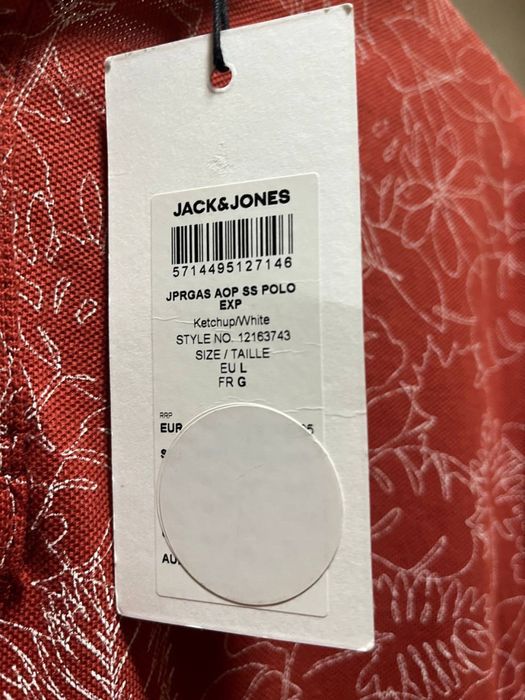 JACK&JONES
5714495127146
JPRGAS AOP SS POLO
EXP
Ketchup/White
STYLE NO. 12163743
SIZE / TAILLE
EU L
FR G
RRP
EUR